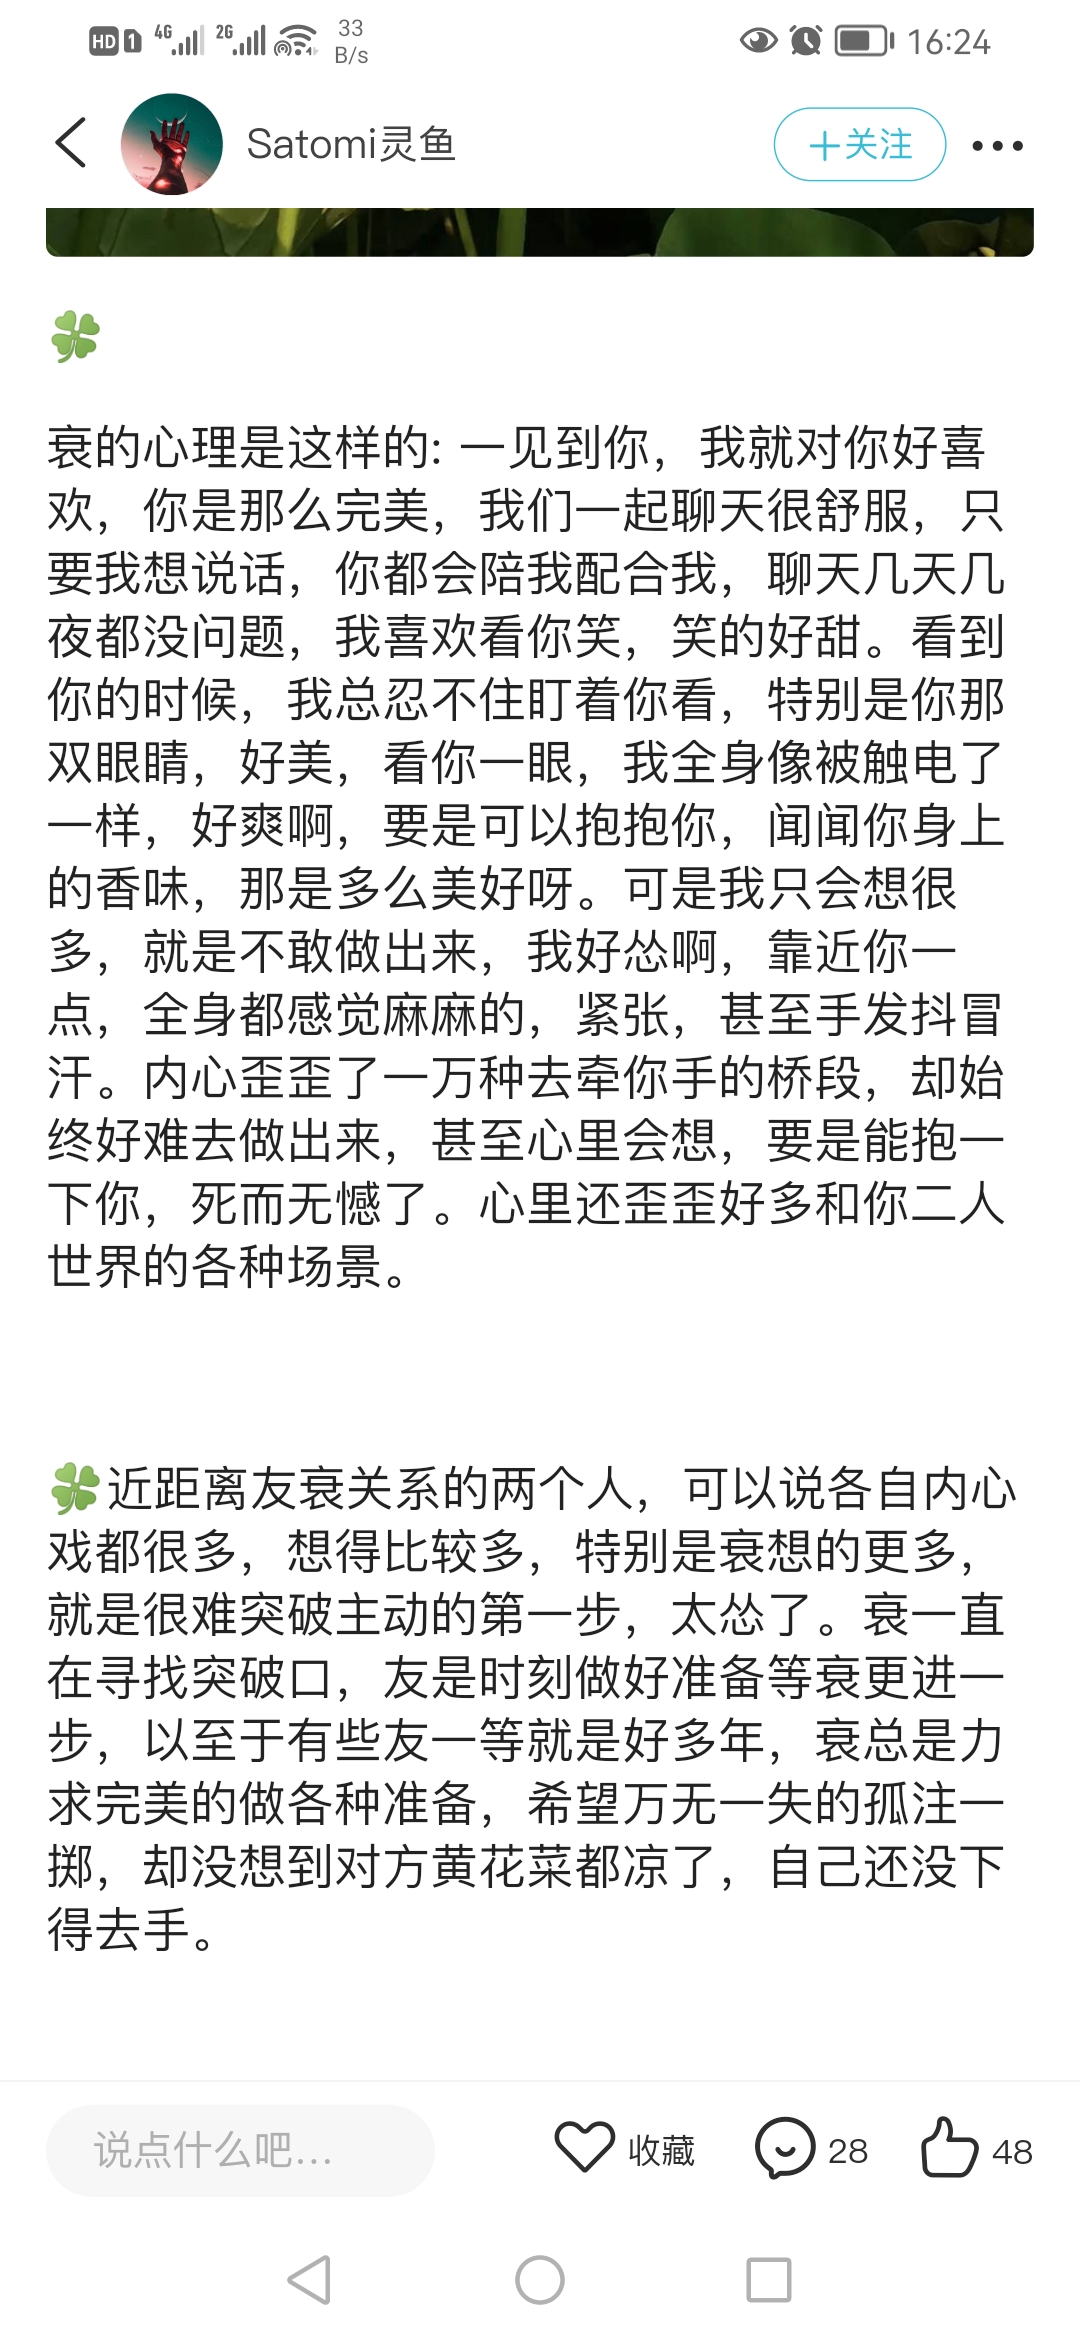 HD 1 4G 2G 33 B/s 16:24
Satomi灵鱼 +关注
🍀
衰的心理是这样的: 一见到你，我就对你好喜
欢，你是那么完美，我们一起聊天很舒服，只
要我想说话，你都会陪我配合我，聊天几天几
夜都没问题，我喜欢看你笑，笑的好甜。看到
你的时候，我总忍不住盯着你看，特别是你那
双眼睛，好美，看你一眼，我全身像被触电了
一样，好爽啊，要是可以抱抱你，闻闻你身上
的香味，那是多么美好呀。可是我只会想很
多，就是不敢做出来，我好怂啊，靠近你一
点，全身都感觉麻麻的，紧张，甚至手发抖冒
汗。内心歪歪了一万种去牵你手的桥段，却始
终好难去做出来，甚至心里会想，要是能抱一
下你，死而无憾了。心里还歪歪好多和你二人
世界的各种场景。
🍀近距离友衰关系的两个人，可以说各自内心
戏都很多，想得比较多，特别是衰想的更多，
就是很难突破主动的第一步，太怂了。衰一直
在寻找突破口，友是时刻做好准备等衰更进一
步，以至于有些友一等就是好多年，衰总是力
求完美的做各种准备，希望万无一失的孤注一
掷，却没想到对方黄花菜都凉了，自己还没下
得去手。
说点什么吧... 收藏 28 48